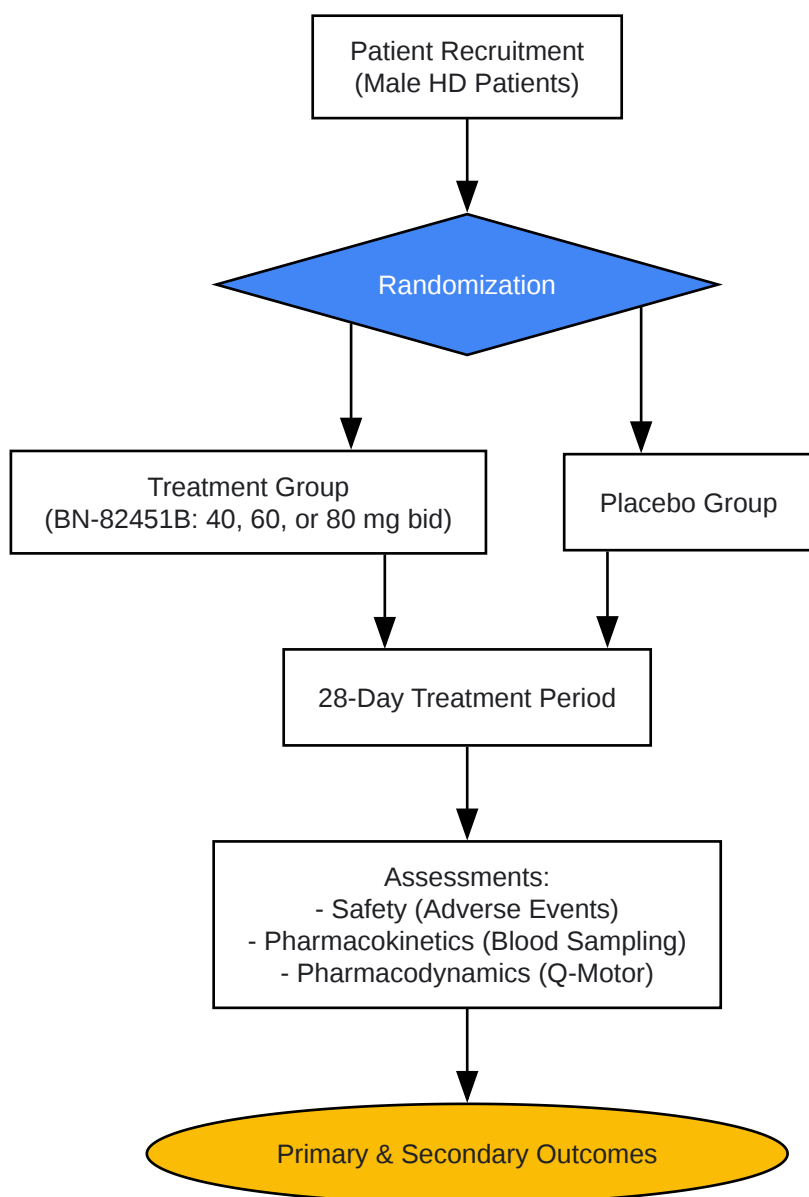 Patient Recruitment
(Male HD Patients)
Randomization
Treatment Group
(BN-82451B: 40, 60, or 80 mg bid)
Placebo Group
28-Day Treatment Period
Assessments:
- Safety (Adverse Events)
- Pharmacokinetics (Blood Sampling)
- Pharmacodynamics (Q-Motor)
Primary & Secondary Outcomes